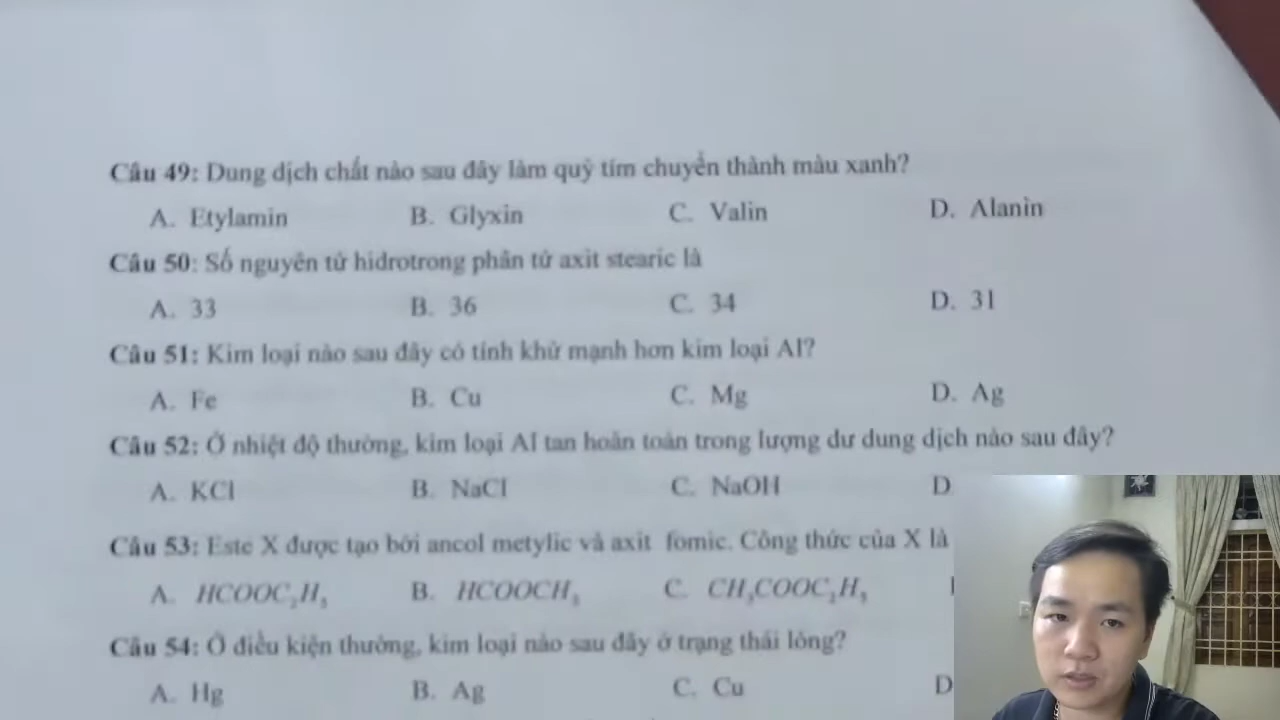 Câu 49: Dung dịch chất nào sau đây làm quỳ tím chuyển thành màu xanh?
A. Etylamin B. Glyxin C. Valin D. Alanin
Câu 50: Số nguyên tử hidrotrong phân tử axit stearic là
A. 33 B. 36 C. 34 D. 31
Câu 51: Kim loại nào sau đây có tính khử mạnh hơn kim loại Al?
A. Fe B. Cu C. Mg D. Ag
Câu 52: Ở nhiệt độ thường, kim loại Al tan hoàn toàn trong lượng dư dung dịch nào sau đây?
A. KCl B. NaCl C. NaOH D
Câu 53: Este X được tạo bởi ancol metylic và axit fomic. Công thức của X là
A. HCOOC₂H₅ B. HCOOCH₃ C. CH₃COOC₂H₅
Câu 54: Ở điều kiện thường, kim loại nào sau đây ở trạng thái lỏng?
A. Hg B. Ag C. Cu D